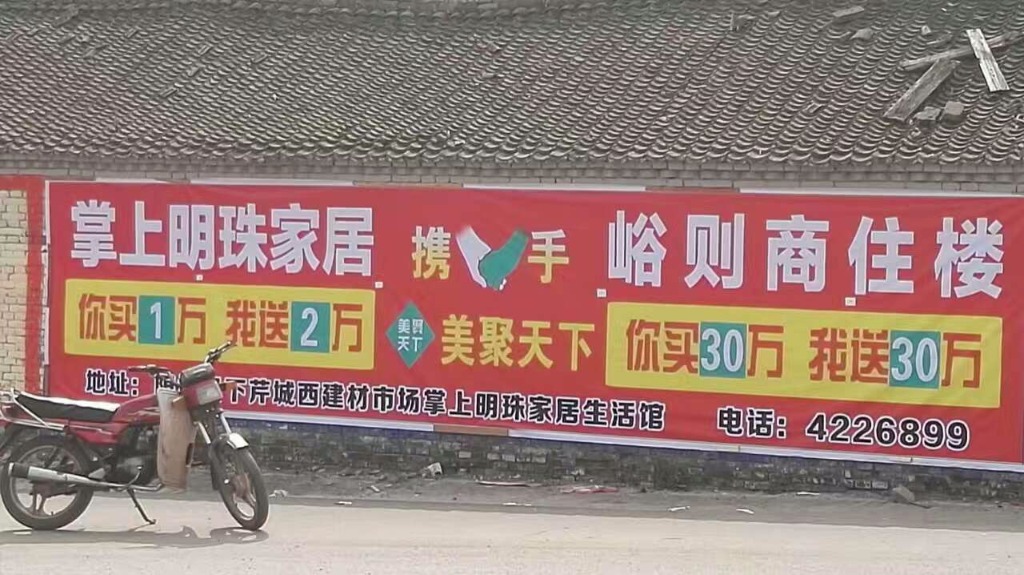 掌上明珠家居 携手 峪则商住楼
你买1万 我送2万 美聚天下 美聚天下 你买30万 我送30万
地址： 下芹城西建材市场掌上明珠家居生活馆 电话：4226899